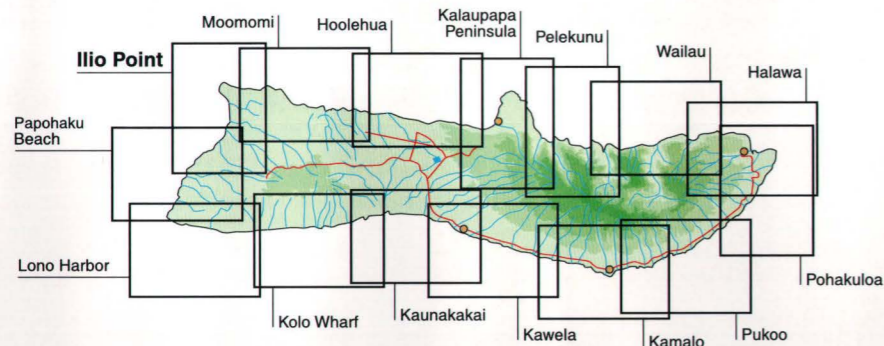 Moomomi
Hoolehua
Kalaupapa
Peninsula
Pelekunu
Wailau
Halawa
Ilio Point
Papohaku
Beach
Lono Harbor
Kolo Wharf
Kaunakakai
Kawela
Kamalo
Pukoo
Pohakuloa